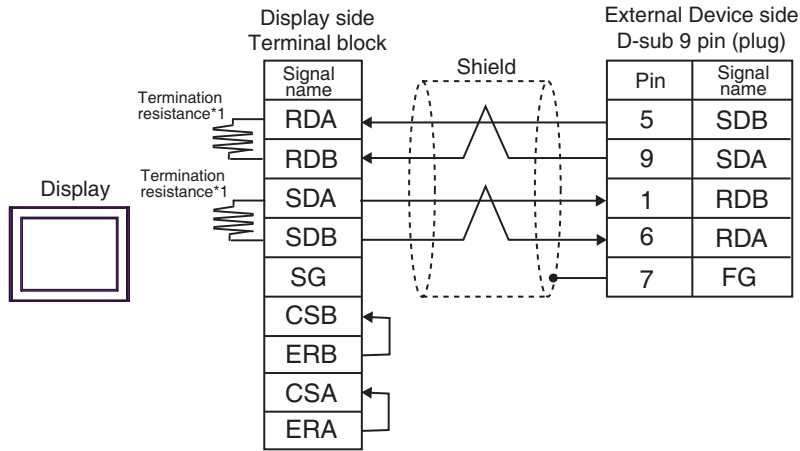 Display side
Terminal block
External Device side
D-sub 9 pin (plug)
Signal name
Shield
Pin
Signal name
Termination
resistance*1
RDA
5
SDB
RDB
9
SDA
Termination
resistance*1
Display
SDA
1
RDB
SDB
6
RDA
SG
7
FG
CSB
ERB
CSA
ERA